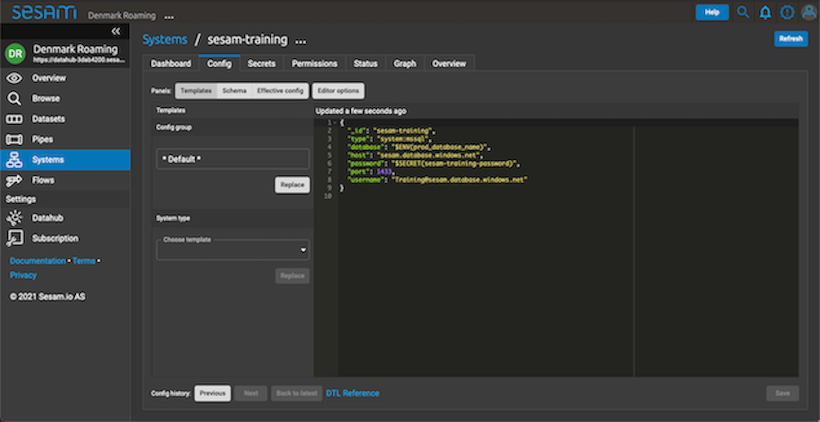 sesam
Denmark Roaming ...
Help
«
DR
Denmark Roaming ...
https://datahub-3dab4200.sesa...
Overview
Browse
Datasets
Pipes
Systems
Flows
Settings
Datahub
Subscription
Documentation • Terms •
Privacy
© 2021 Sesam.io AS
Systems / sesam-training ...
Refresh
Dashboard Config Secrets Permissions Status Graph Overview
Panels: Templates Schema Effective config Editor options
Templates
Config group
* Default *
Replace
System type
Choose template
Replace
Updated a few seconds ago
1 {
2 "_id": "sesam-training",
3 "type": "system:mssql",
4 "database": "$ENV(prod_database_name)",
5 "host": "sesam.database.windows.net",
6 "password": "$SECRET(sesam-training-password)",
7 "port": 1433,
8 "username": "Training@sesam.database.windows.net"
9 }
10
Config history: Previous Next Back to latest DTL Reference
Save